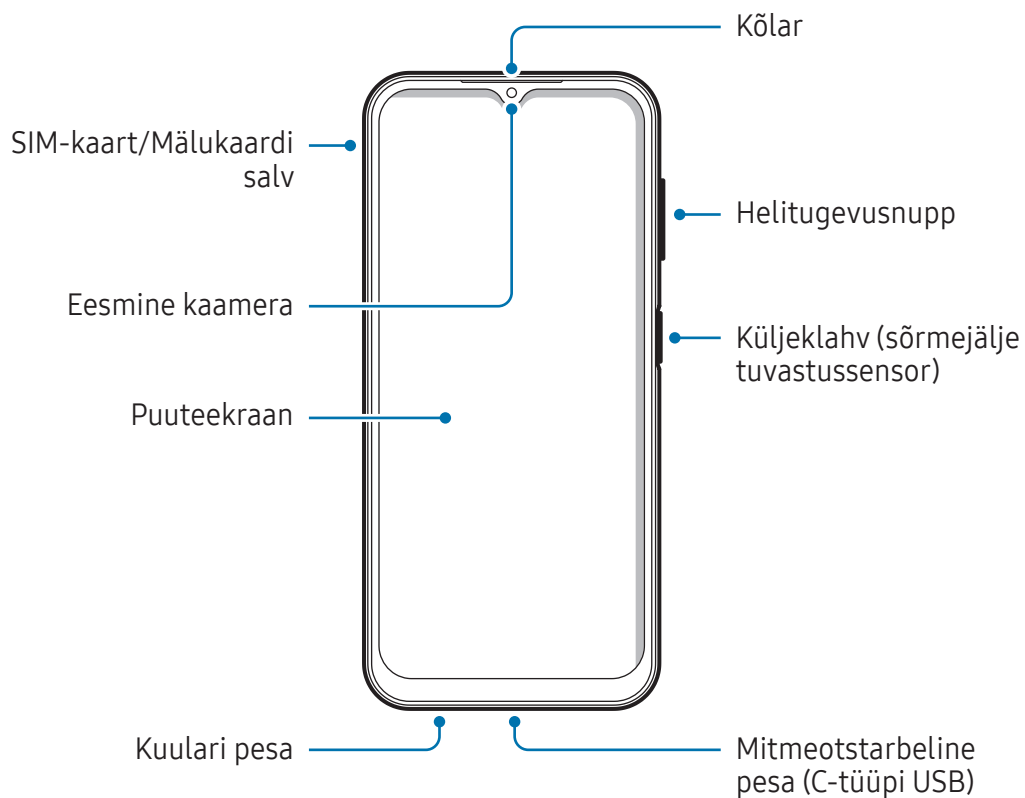 Kõlar
SIM-kaart/Mälukaardi
salv
Helitugevusnupp
Eesmine kaamera
Küljeklahv (sõrmejälje
tuvastussensor)
Puuteekraan
Kuulari pesa
Mitmeotstarbeline
pesa (C-tüüpi USB)